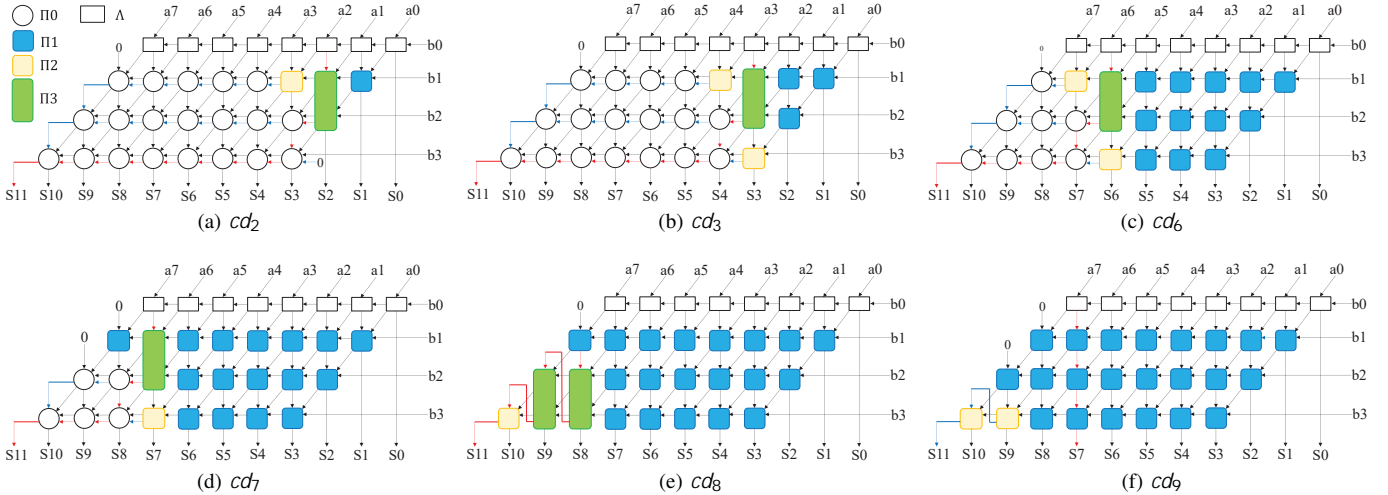 Π0 Λ
Π1
Π2
Π3
a7 a6 a5 a4 a3 a2 a1 a0
0
b0
b1
b2
b3
0
S11 S10 S9 S8 S7 S6 S5 S4 S3 S2 S1 S0
(a) cd2
a7 a6 a5 a4 a3 a2 a1 a0
0
b0
b1
b2
b3
S11 S10 S9 S8 S7 S6 S5 S4 S3 S2 S1 S0
(b) cd3
a7 a6 a5 a4 a3 a2 a1 a0
0
b0
b1
b2
b3
S11 S10 S9 S8 S7 S6 S5 S4 S3 S2 S1 S0
(c) cd6
a7 a6 a5 a4 a3 a2 a1 a0
0
b0
b1
0
b2
b3
S11 S10 S9 S8 S7 S6 S5 S4 S3 S2 S1 S0
(d) cd7
a7 a6 a5 a4 a3 a2 a1 a0
0
b0
b1
b2
b3
S11 S10 S9 S8 S7 S6 S5 S4 S3 S2 S1 S0
(e) cd8
a7 a6 a5 a4 a3 a2 a1 a0
0
b0
b1
0
b2
b3
S11 S10 S9 S8 S7 S6 S5 S4 S3 S2 S1 S0
(f) cd9